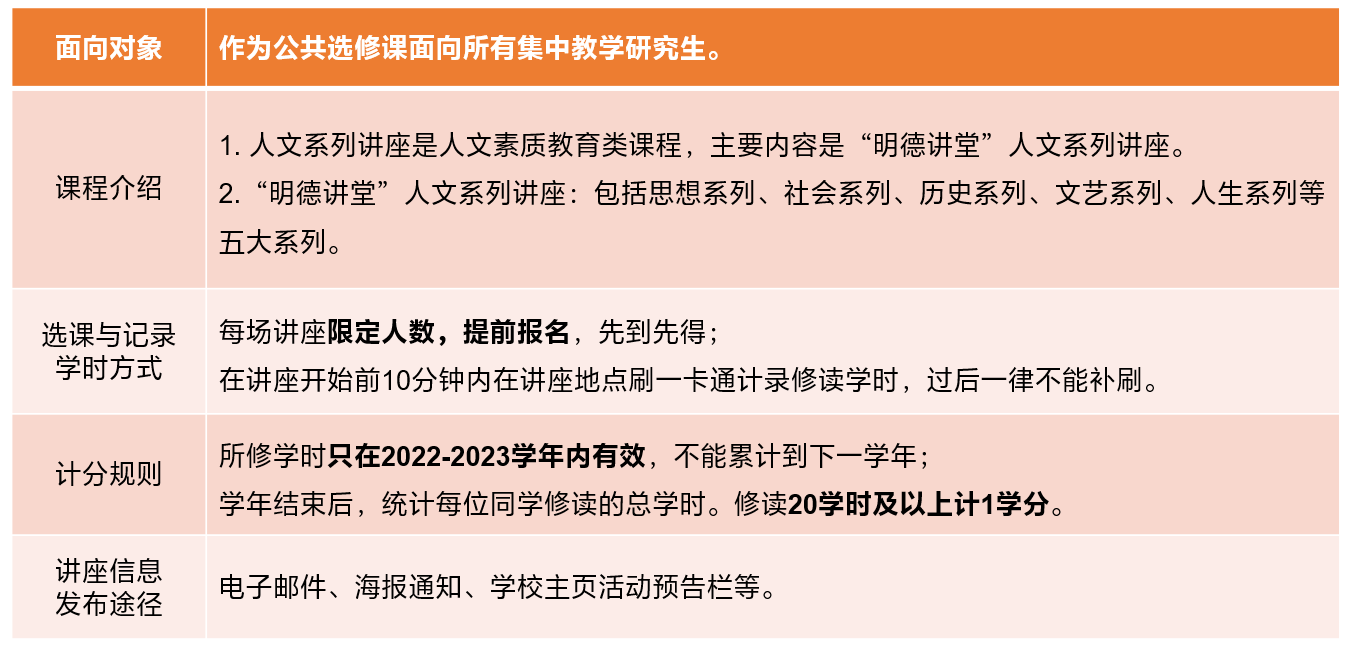 面向对象
作为公共选修课面向所有集中教学研究生。
课程介绍
1. 人文系列讲座是人文素质教育类课程，主要内容是“明德讲堂”人文系列讲座。
2.“明德讲堂”人文系列讲座：包括思想系列、社会系列、历史系列、文艺系列、人生系列等
五大系列。
选课与记录
学时方式
每场讲座限定人数，提前报名，先到先得；
在讲座开始前10分钟内在讲座地点刷一卡通计录修读学时，过后一律不能补刷。
计分规则
所修学时只在2022-2023学年内有效，不能累计到下一学年；
学年结束后，统计每位同学修读的总学时。修读20学时及以上计1学分。
讲座信息
发布途径
电子邮件、海报通知、学校主页活动预告栏等。